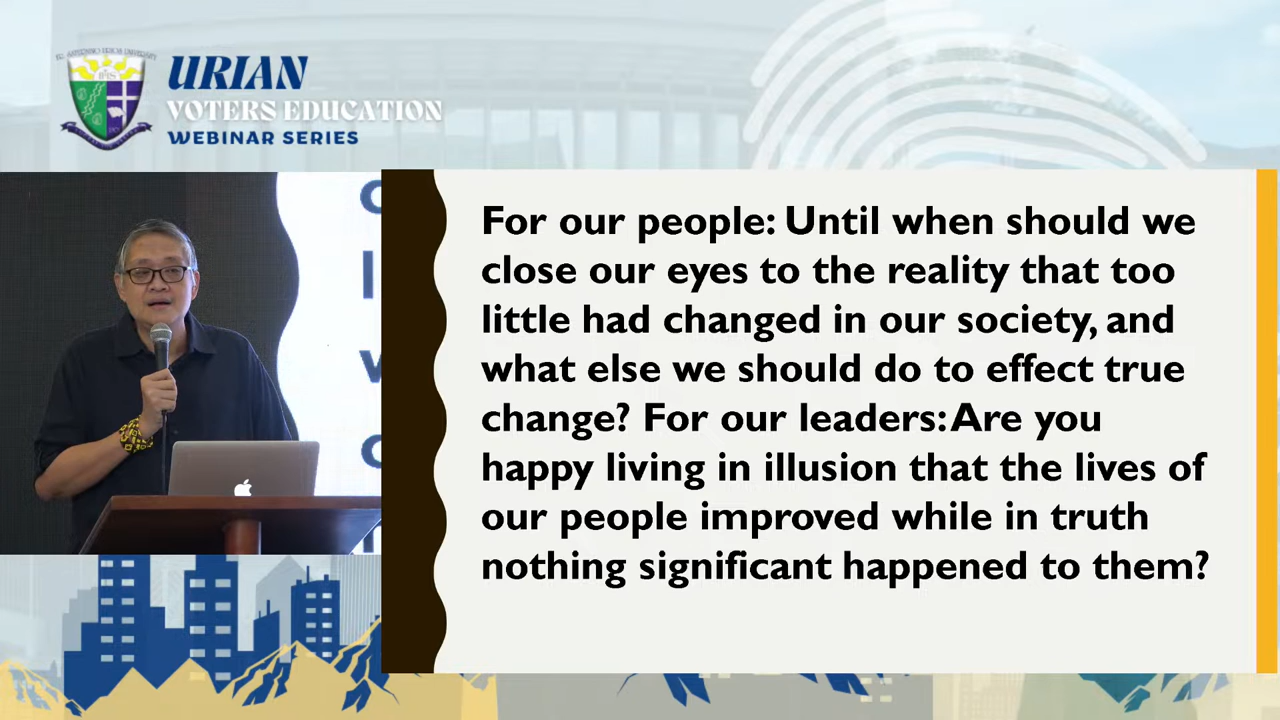 URIAN
VOTERS EDUCATION
WEBINAR SERIES
For our people: Until when should we
close our eyes to the reality that too
little had changed in our society, and
what else we should do to effect true
change? For our leaders: Are you
happy living in illusion that the lives of
our people improved while in truth
nothing significant happened to them?